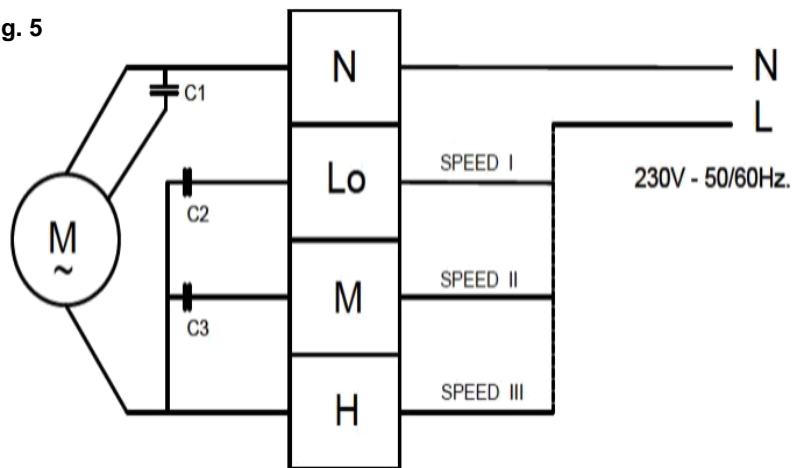 g. 5
N
N
C1
L
Lo
SPEED I
230V - 50/60Hz.
C2
M
~
M
SPEED II
C3
H
SPEED III